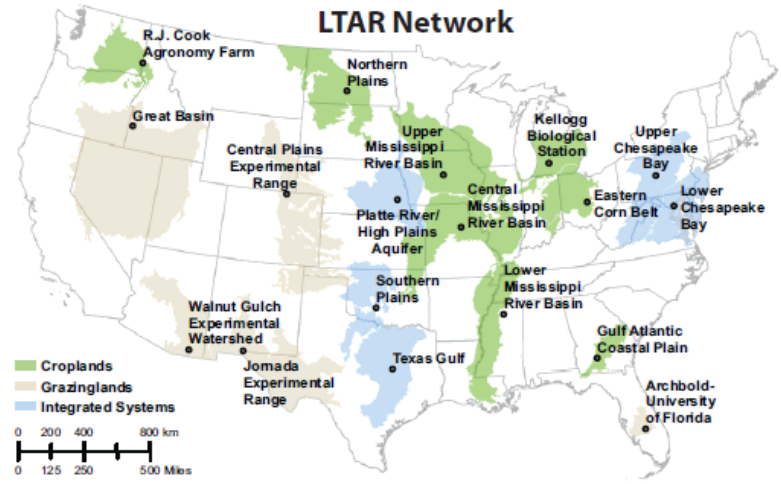 LTAR Network
R.J. Cook
Agronomy Farm
Northern
Plains
Great Basin
Upper
Mississippi
River Basin
Kellogg
Biological
Station
Upper
Chesapeake
Bay
Central Plains
Experimental
Range
Central
Mississippi
River Basin
Eastern
Corn Belt
Lower
Chesapeake
Bay
Platte River/
High Plains
Aquifer
Southern
Plains
Lower
Mississippi
River Basin
Walnut Gulch
Experimental
Watershed
Gulf Atlantic
Coastal Plain
Texas Gulf
Jornada
Experimental
Range
Archbold-
University
of Florida
Croplands
Grazinglands
Integrated Systems
0 200 400 800 km
0 125 250 500 Miles